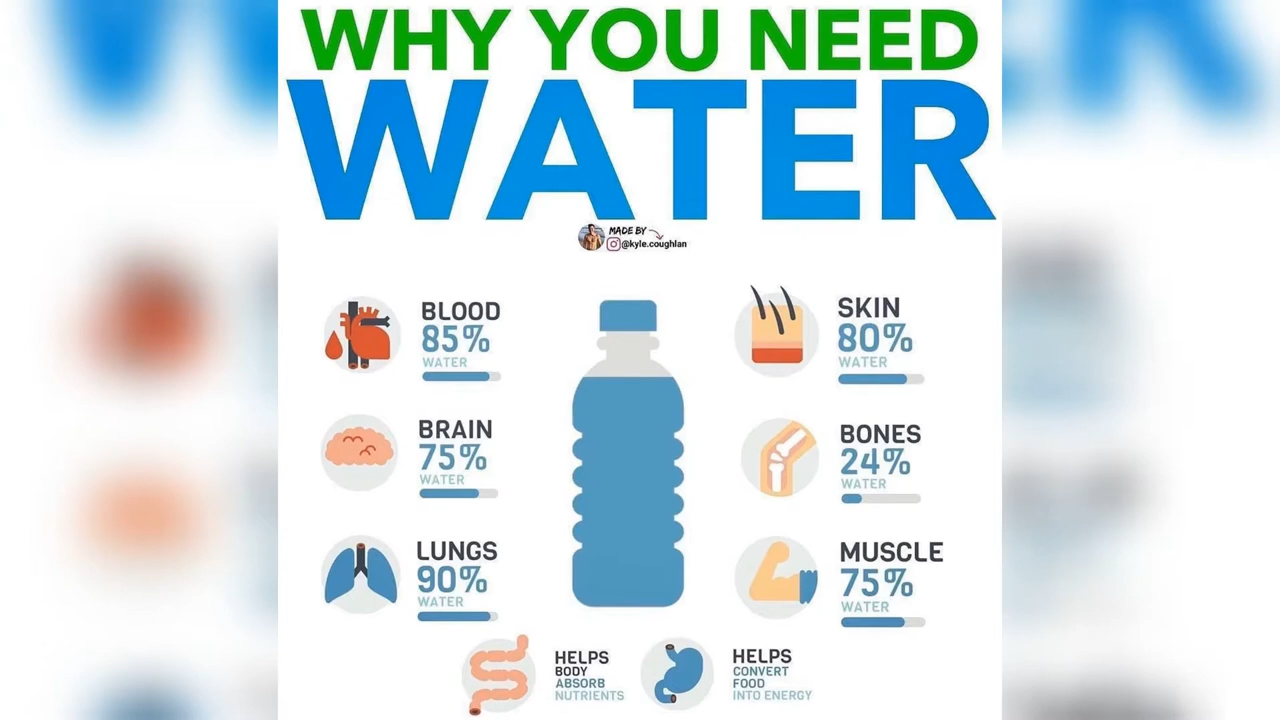 WHY YOU NEED
WATER
MADE BY
@kyle.coughlan
BLOOD
85%
WATER
BRAIN
75%
WATER
LUNGS
90%
WATER
SKIN
80%
WATER
BONES
24%
WATER
MUSCLE
75%
WATER
HELPS
BODY
ABSORB
NUTRIENTS
HELPS
CONVERT
FOOD
INTO ENERGY